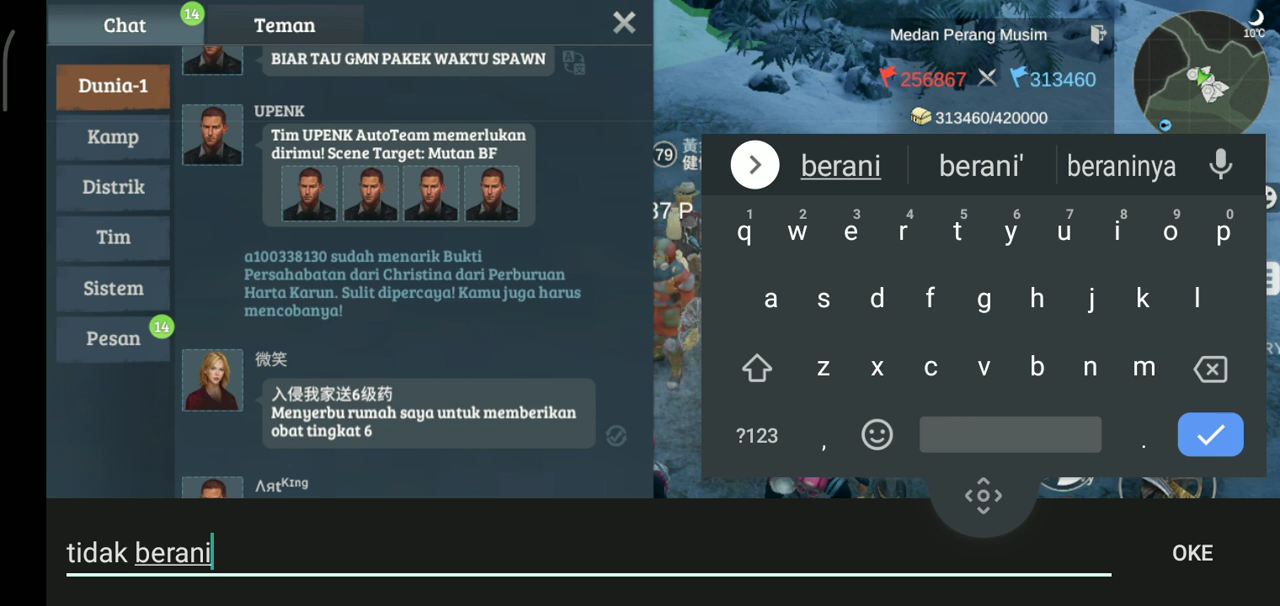 Chat
14
Teman
Medan Perang Musim
10°C
256867
313460
313460/420000
Dunia-1
Kamp
Distrik
Tim
Sistem
Pesan
14
BIAR TAU GMN PAKEK WAKTU SPAWN
UPENK
Tim UPENK AutoTeam memerlukan
dirimu! Scene Target: Mutan BF
a100338130 sudah menarik Bukti
Persahabatan dari Christina dari Perburuan
Harta Karun. Sulit dipercaya! Kamu juga harus
mencobanya!
微笑
入侵我家送6级药
Menyerbu rumah saya untuk memberikan
obat tingkat 6
ΛяtKɪng
79
37 P
berani
berani'
beraninya
1 2 3 4 5 6 7 8 9 0
q w e r t y u i o p
a s d f g h j k l
z x c v b n m
?123 , .
tidak berani
OKE